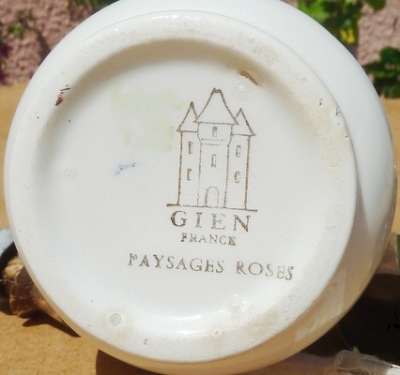 GIEN
FRANCE
PAYSAGES ROSES